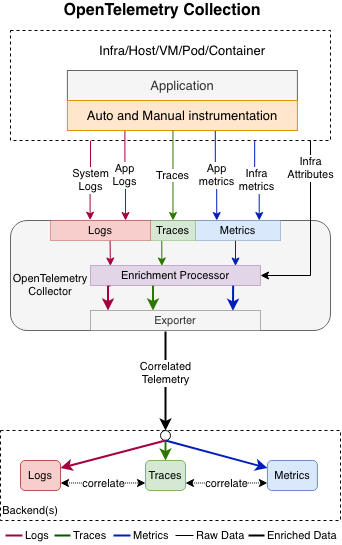 OpenTelemetry Collection
Infra/Host/VM/Pod/Container
Application
Auto and Manual instrumentation
System
Logs
App
Logs
Traces
App
metrics
Infra
metrics
Infra
Attributes
Logs
Traces
Metrics
OpenTelemetry
Collector
Enrichment Processor
Exporter
Correlated
Telemetry
Logs
correlate
Traces
correlate
Metrics
Backend(s)
Logs
Traces
Metrics
Raw Data
Enriched Data